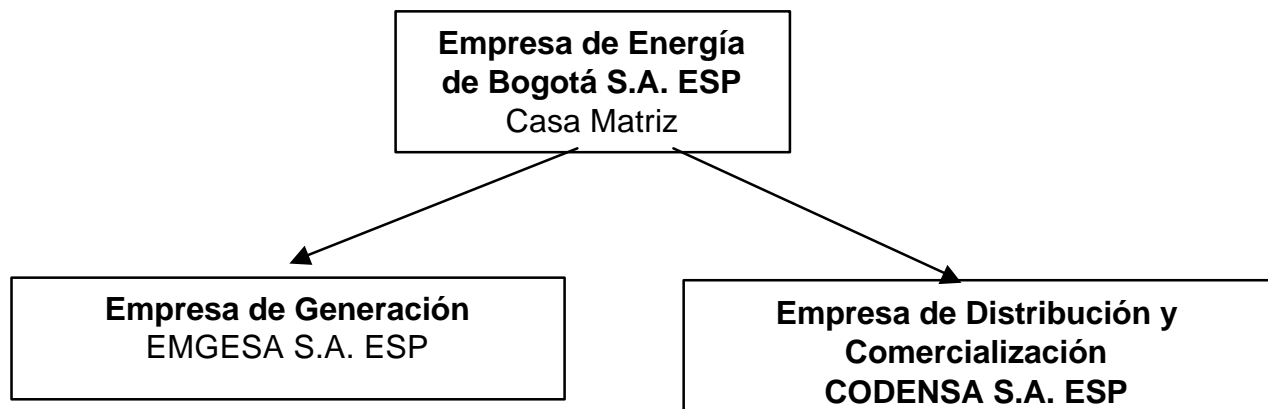 Empresa de Energía
de Bogotá S.A. ESP
Casa Matriz
Empresa de Generación
EMGESA S.A. ESP
Empresa de Distribución y
Comercialización
CODENSA S.A. ESP